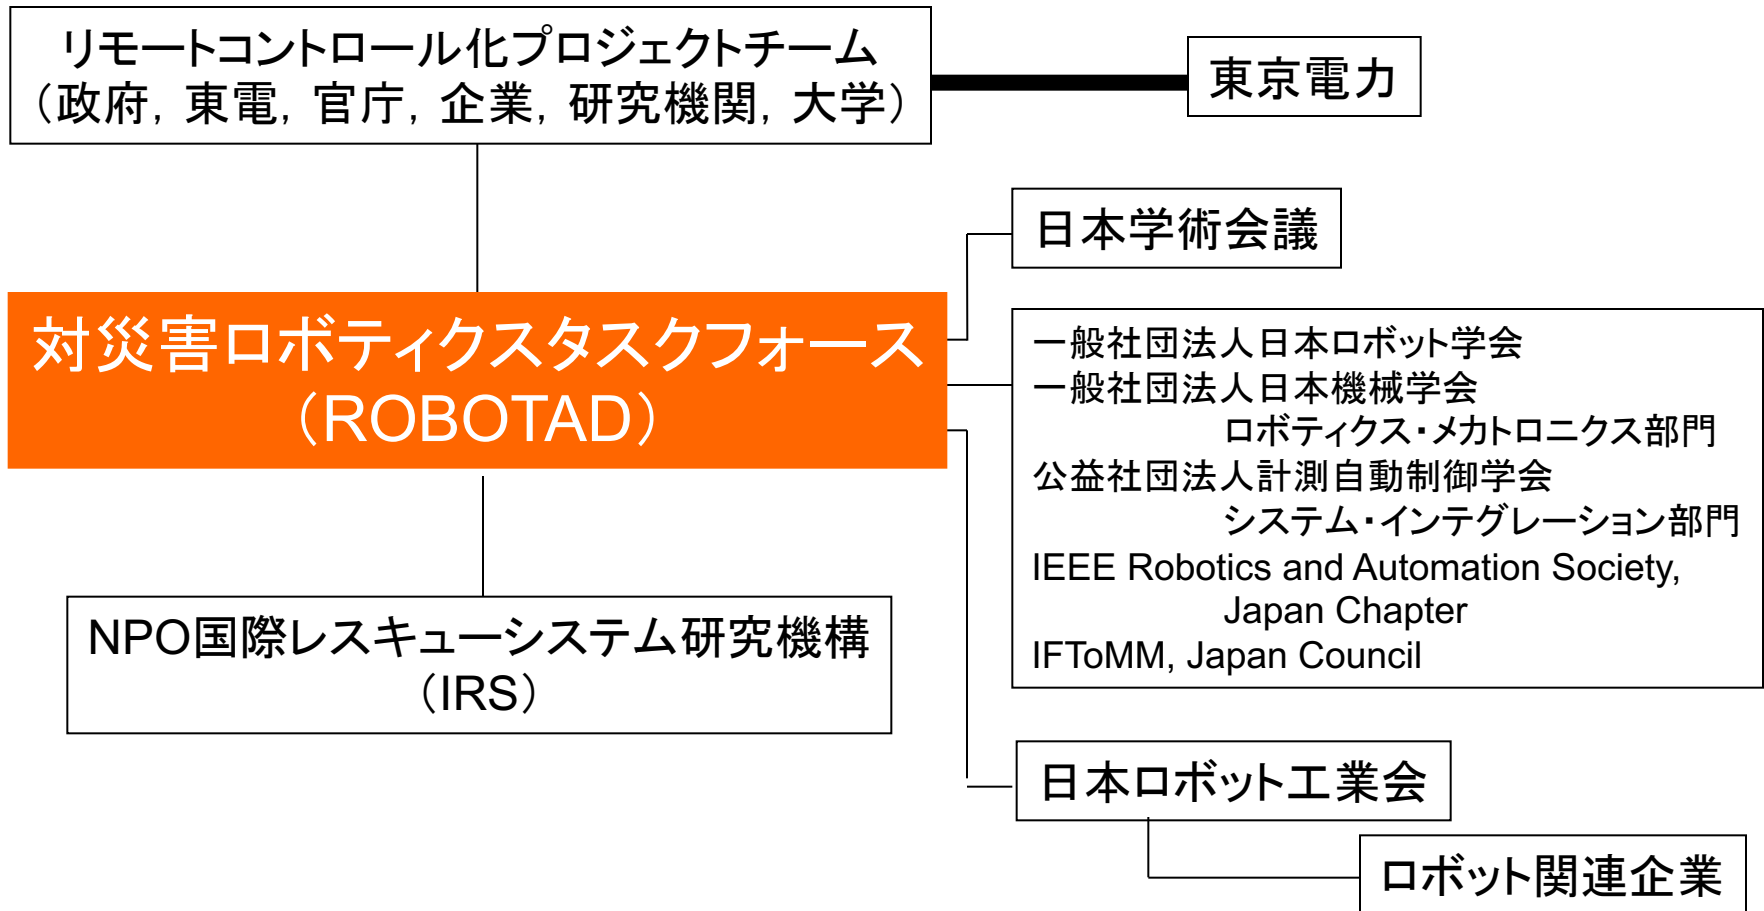 リモートコントロール化プロジェクトチーム
（政府，東電，官庁，企業，研究機関，大学）
東京電力
日本学術会議
対災害ロボティクスタスクフォース
（ROBOTAD）
一般社団法人日本ロボット学会
一般社団法人日本機械学会
ロボティクス・メカトロニクス部門
公益社団法人計測自動制御学会
システム・インテグレーション部門
IEEE Robotics and Automation Society,
Japan Chapter
IFToMM, Japan Council
NPO国際レスキューシステム研究機構
（IRS）
日本ロボット工業会
ロボット関連企業